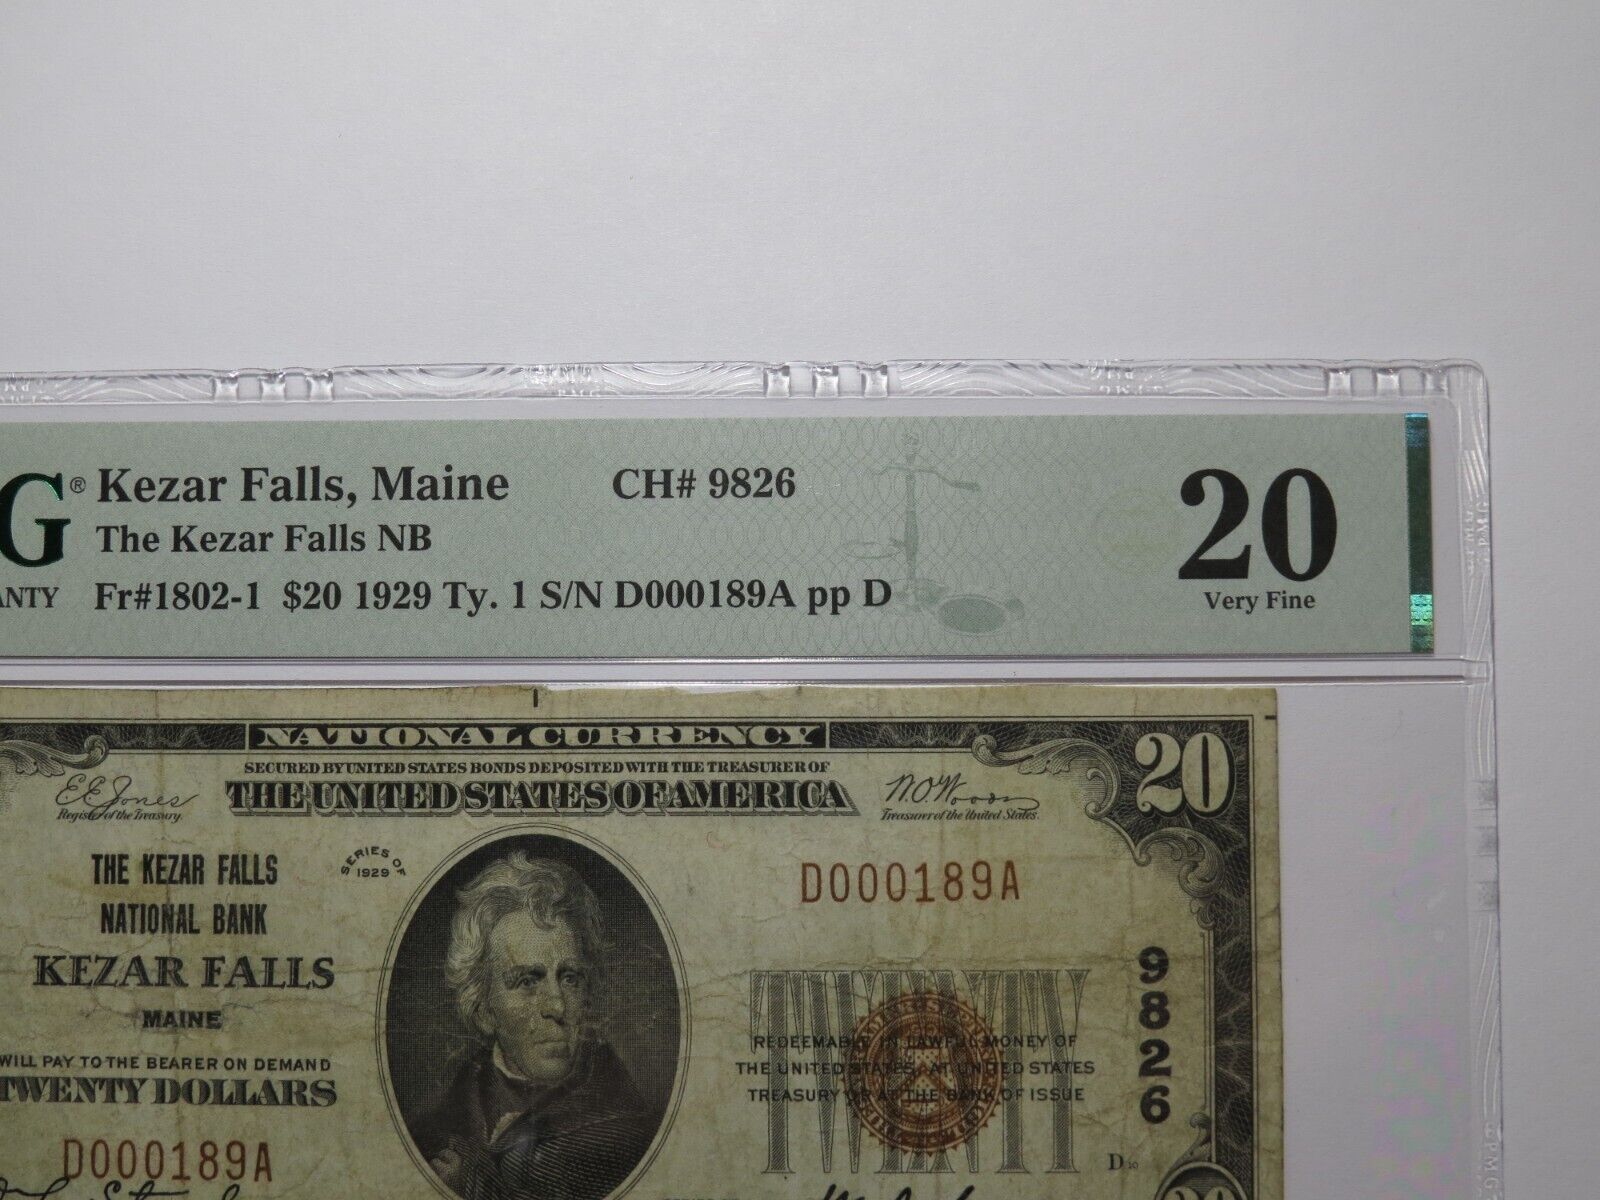 G® Kezar Falls, Maine CH# 9826
The Kezar Falls NB
ANTY Fr#1802-1 $20 1929 Ty. 1 S/N D000189A pp D
20
Very Fine
NATIONAL CURRENCY
SECURED BY UNITED STATES BONDS DEPOSITED WITH THE TREASURER OF
THE UNITED STATES OF AMERICA
E E Jones
Register of the Treasury.
W.O. Woods
Treasurer of the United States.
20
THE KEZAR FALLS
NATIONAL BANK
KEZAR FALLS
MAINE
SERIES OF
1929
D000189A
WILL PAY TO THE BEARER ON DEMAND
TWENTY DOLLARS
D000189A
TWENTY
REDEEMABLE IN LAWFUL MONEY OF
THE UNITED STATES, AT UNITED STATES
TREASURY OR AT THE BANK OF ISSUE
9826
D
20